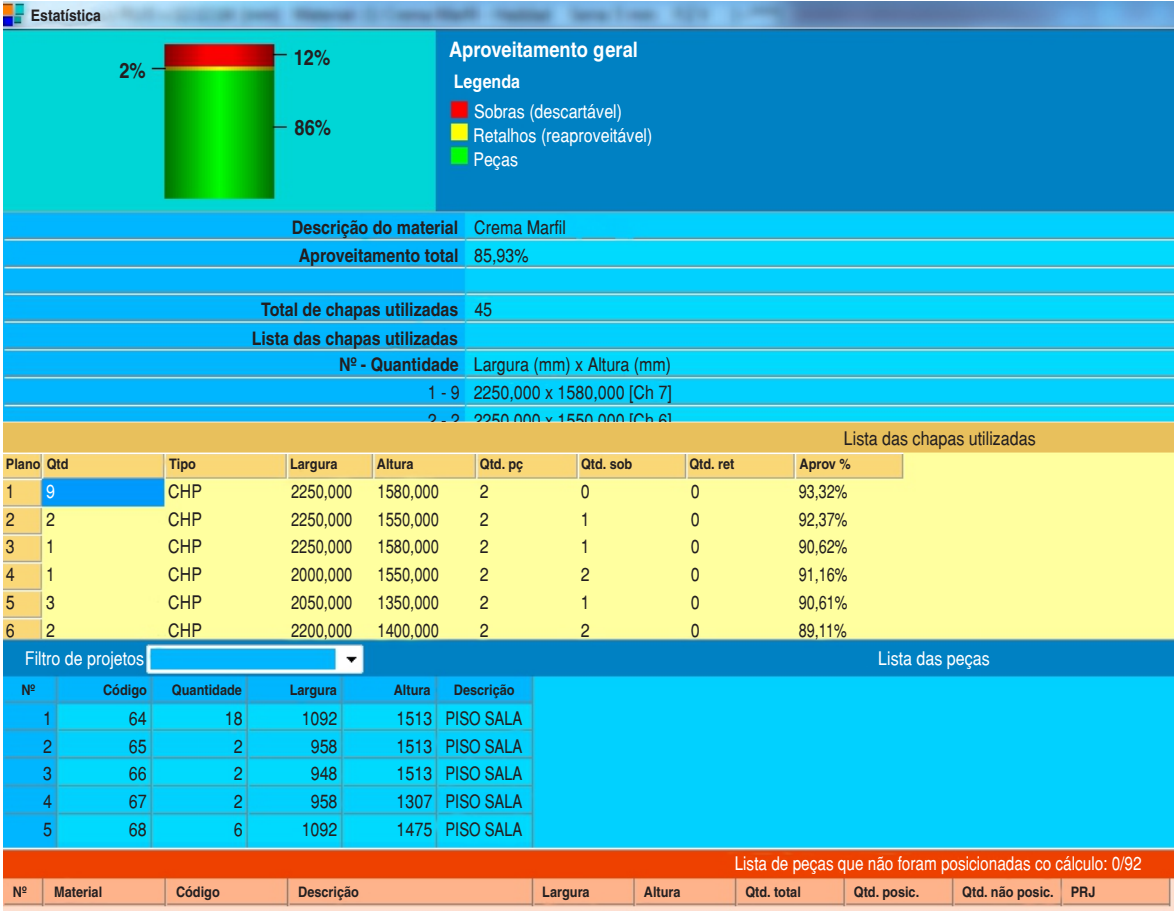 Estatística
12%
2%
86%
Aproveitamento geral
Legenda
Sobras (descartável)
Retalhos (reaproveitável)
Peças
Descrição do material Crema Marfil
Aproveitamento total 85,93%
Total de chapas utilizadas 45
Lista das chapas utilizadas
Nº - Quantidade Largura (mm) x Altura (mm)
1 - 9 2250,000 x 1580,000 [Ch 7]
2 - 2 2250,000 x 1550,000 [Ch 6]
Lista das chapas utilizadas
Plano Qtd Tipo Largura Altura Qtd. pç Qtd. sob Qtd. ret Aprov %
1 9 CHP 2250,000 1580,000 2 0 0 93,32%
2 2 CHP 2250,000 1550,000 2 1 0 92,37%
3 1 CHP 2250,000 1580,000 2 1 0 90,62%
4 1 CHP 2000,000 1550,000 2 2 0 91,16%
5 3 CHP 2050,000 1350,000 2 1 0 90,61%
6 2 CHP 2200,000 1400,000 2 2 0 89,11%
Filtro de projetos Lista das peças
Nº Código Quantidade Largura Altura Descrição
1 64 18 1092 1513 PISO SALA
2 65 2 958 1513 PISO SALA
3 66 2 948 1513 PISO SALA
4 67 2 958 1307 PISO SALA
5 68 6 1092 1475 PISO SALA
Lista de peças que não foram posicionadas co cálculo: 0/92
Nº Material Código Descrição Largura Altura Qtd. total Qtd. posic. Qtd. não posic. PRJ